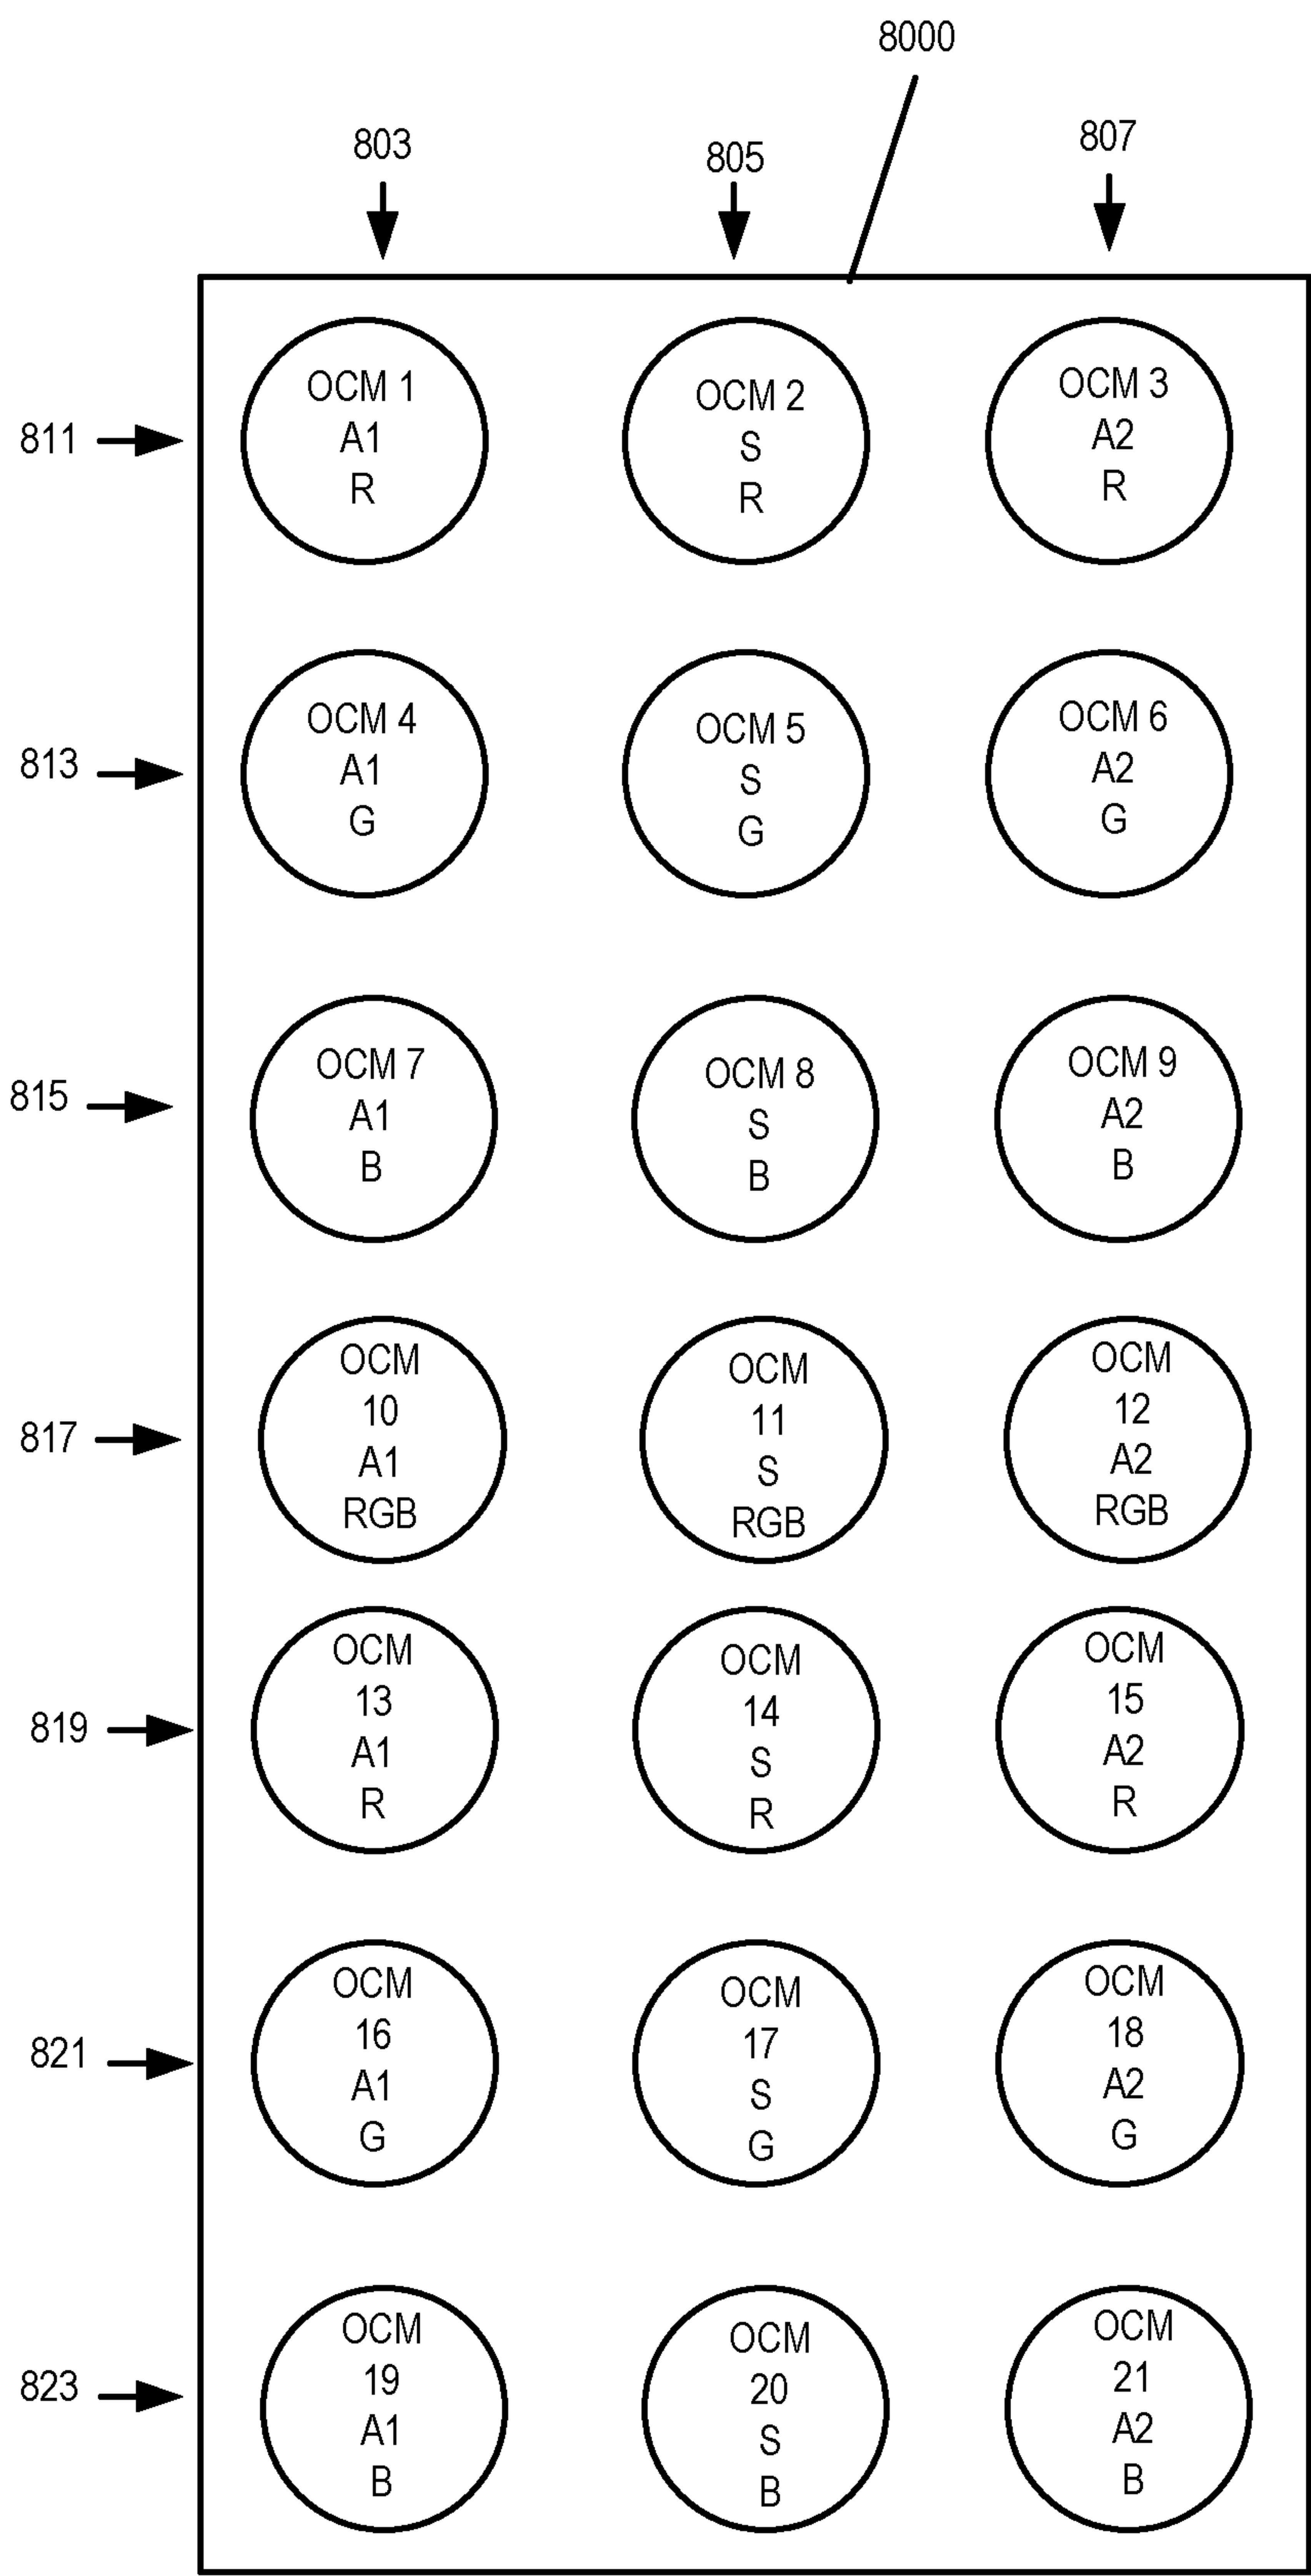 8000
803
805
807
811
OCM 1
A1
R
OCM 2
S
R
OCM 3
A2
R
813
OCM 4
A1
G
OCM 5
S
G
OCM 6
A2
G
815
OCM 7
A1
B
OCM 8
S
B
OCM 9
A2
B
817
OCM
10
A1
RGB
OCM
11
S
RGB
OCM
12
A2
RGB
819
OCM
13
A1
R
OCM
14
S
R
OCM
15
A2
R
821
OCM
16
A1
G
OCM
17
S
G
OCM
18
A2
G
823
OCM
19
A1
B
OCM
20
S
B
OCM
21
A2
B